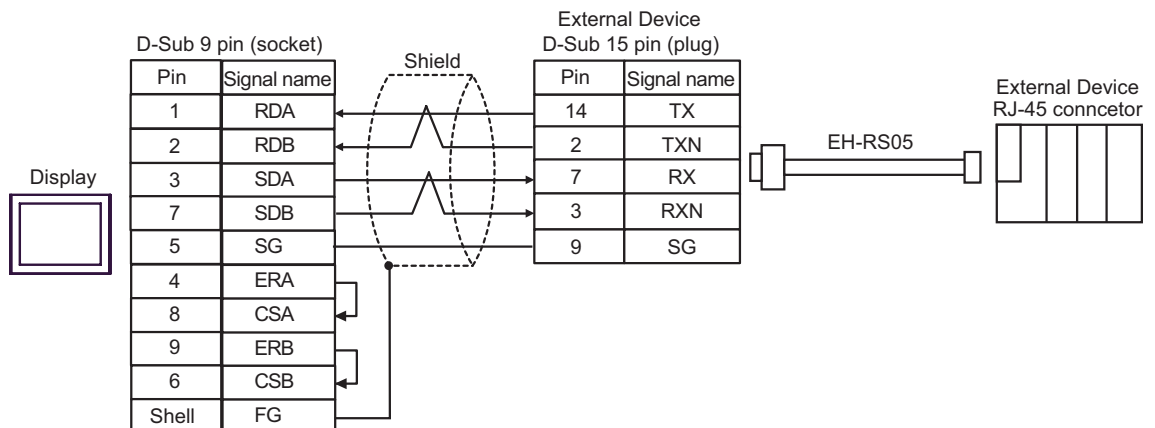 External Device
D-Sub 9 pin (socket)
D-Sub 15 pin (plug)
Shield
Pin Signal name
Pin Signal name
External Device
RJ-45 conncetor
1 RDA
14 TX
2 RDB
2 TXN
EH-RS05
Display
3 SDA
7 RX
7 SDB
3 RXN
5 SG
9 SG
4 ERA
8 CSA
9 ERB
6 CSB
Shell FG